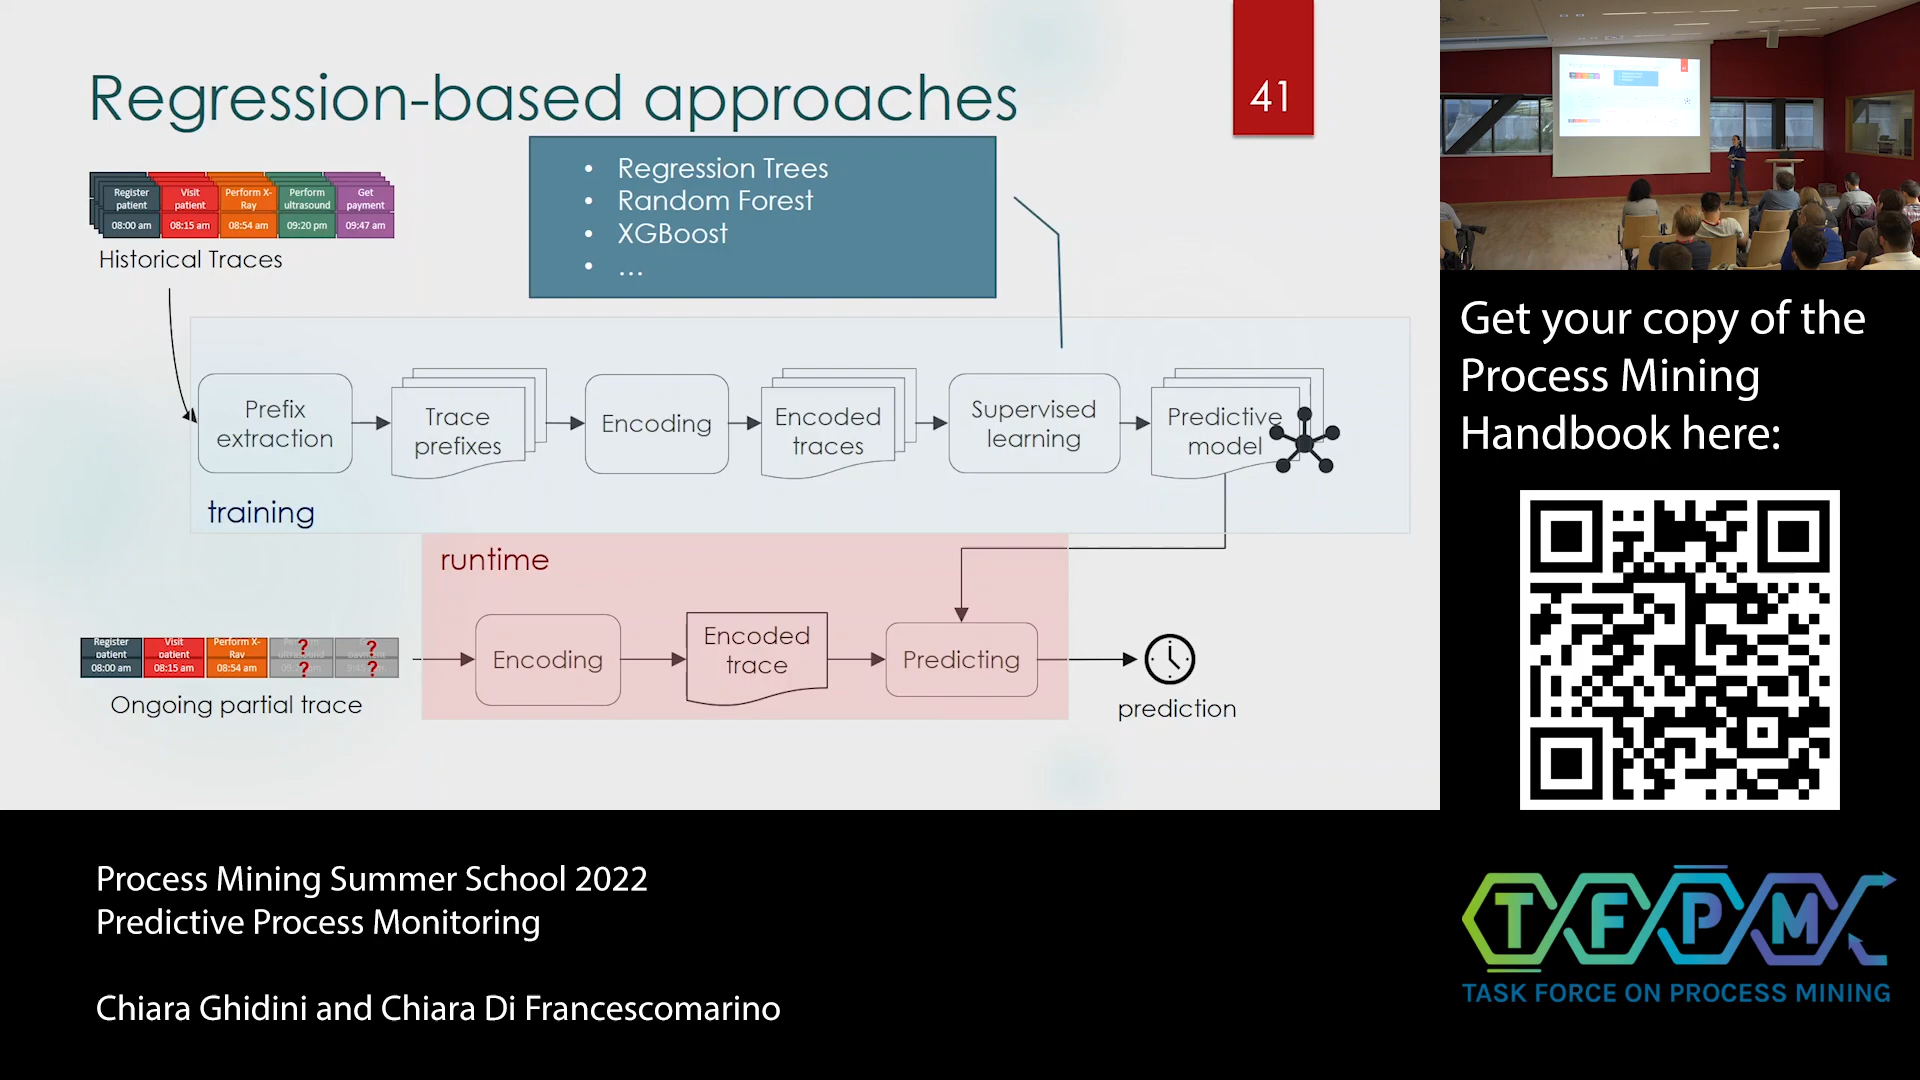 Regression-based approaches
41
• Regression Trees
• Random Forest
• XGBoost
• ...
Register patient
Visit patient
Perform X-Ray
Perform ultrasound
Get payment
08:00 am
08:15 am
08:54 am
09:20 pm
09:47 am
Historical Traces
Prefix extraction
Trace prefixes
Encoding
Encoded traces
Supervised learning
Predictive model
training
runtime
Register patient
Visit patient
Perform X-Ray
?
?
08:00 am
08:15 am
08:54 am
?
?
Ongoing partial trace
Encoding
Encoded trace
Predicting
prediction
Get your copy of the
Process Mining
Handbook here:
Process Mining Summer School 2022
Predictive Process Monitoring
Chiara Ghidini and Chiara Di Francescomarino
TFPM
TASK FORCE ON PROCESS MINING